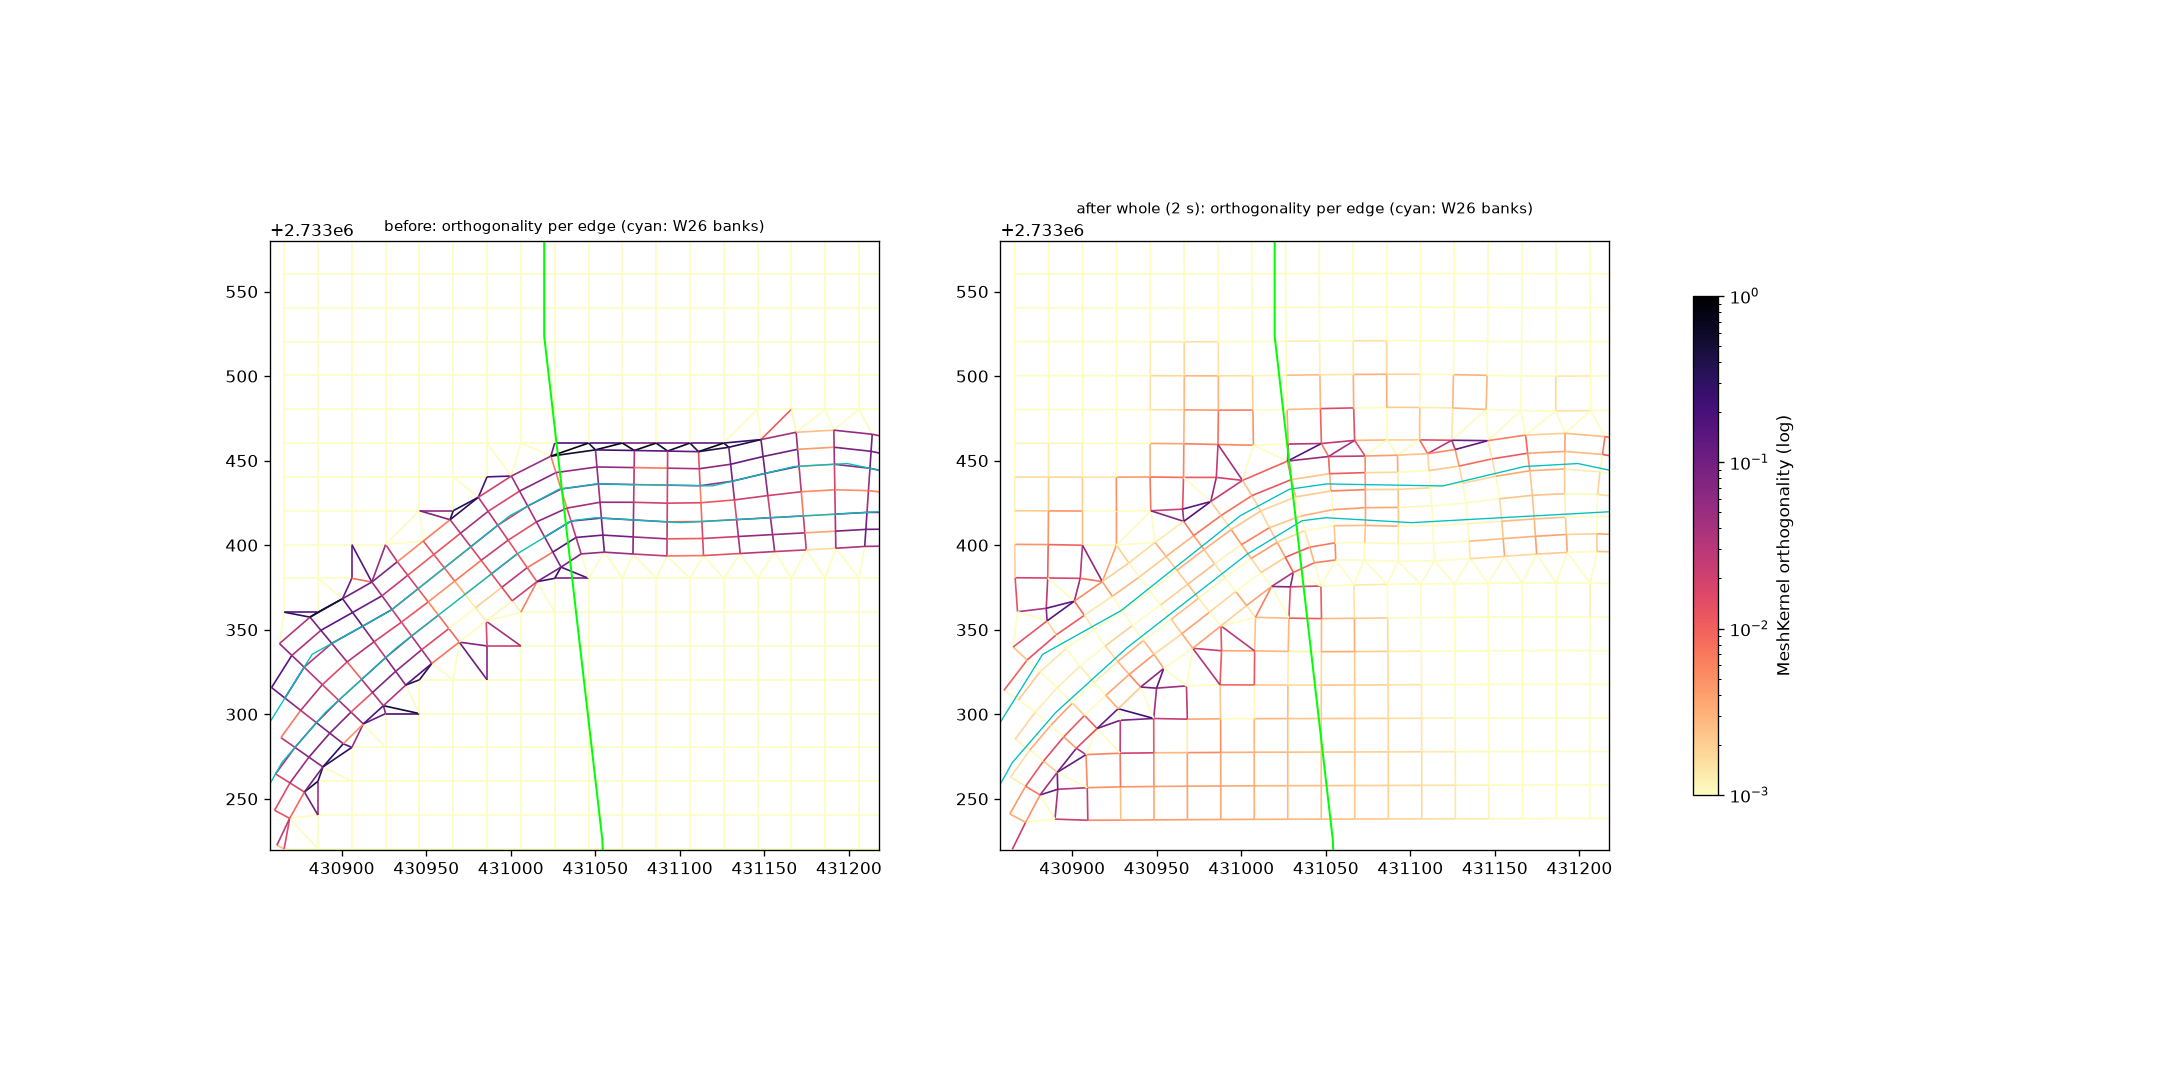 after whole (2 s): orthogonality per edge (cyan: W26 banks)
before: orthogonality per edge (cyan: W26 banks)
+2.733e6
+2.733e6
550
500
450
400
350
300
250
430900 430950 431000 431050 431100 431150 431200
550
500
450
400
350
300
250
430900 430950 431000 431050 431100 431150 431200
10⁰
10⁻¹
10⁻²
10⁻³
MeshKernel orthogonality (log)